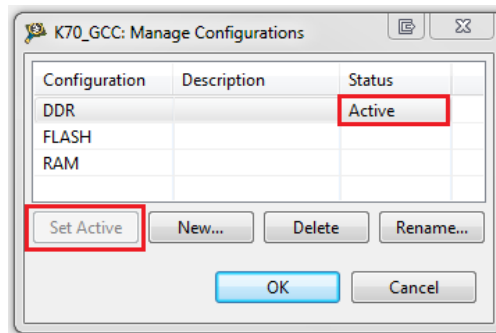 K70_GCC: Manage Configurations
Configuration Description Status
DDR Active
FLASH
RAM
Set Active New... Delete Rename...
OK Cancel